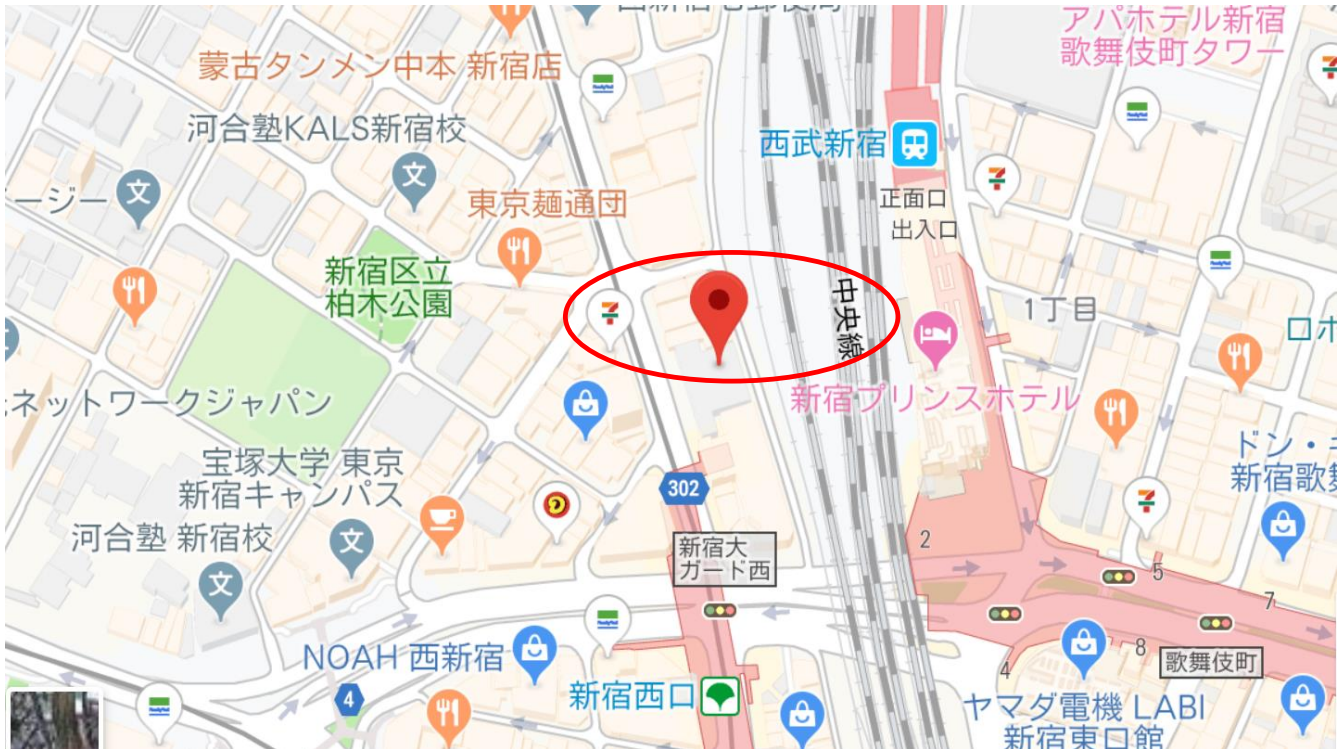 アパホテル新宿
歌舞伎町タワー
蒙古タンメン中本 新宿店
河合塾KALS新宿校
西武新宿
正面口
出入口
ージー
東京麺通団
新宿区立
柏木公園
中央線
1丁目
ロボ
新宿プリンスホテル
ネットワークジャパン
宝塚大学 東京
新宿キャンパス
河合塾 新宿校
302
新宿大
ガード西
ドン・キ
新宿歌舞
2
5
7
8
4
歌舞伎町
NOAH 西新宿
4
新宿西口
ヤマダ電機 LABI
新宿東口館